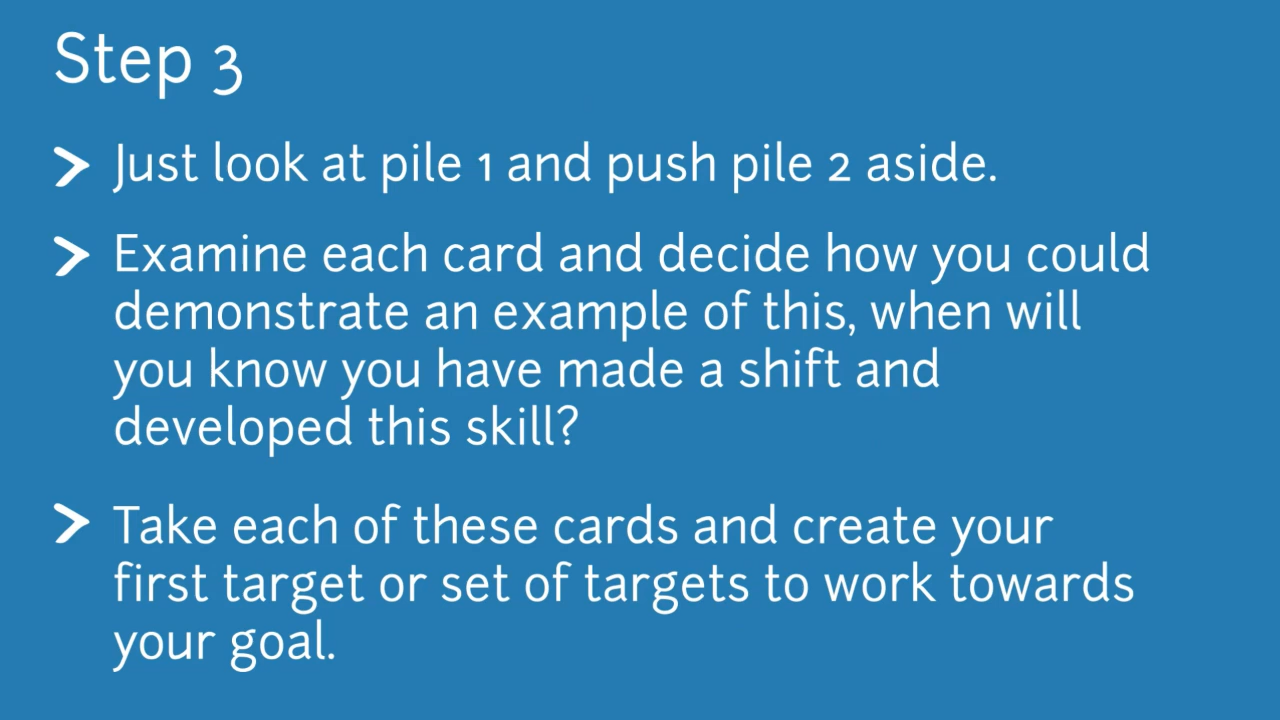 Step 3
Just look at pile 1 and push pile 2 aside.
Examine each card and decide how you could
demonstrate an example of this, when will
you know you have made a shift and
developed this skill?
Take each of these cards and create your
first target or set of targets to work towards
your goal.